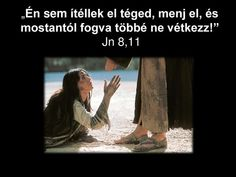 „Én sem ítéllek el téged, menj el, és
mostantól fogva többé ne vétkezz!”
Jn 8,11